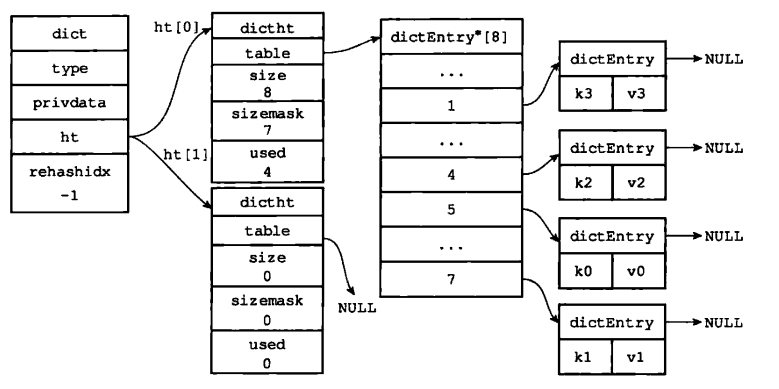 dict
type
privdata
ht
rehashidx
-1
ht[0]
dictht
table
size
8
sizemask
7
used
4
ht[1]
dictht
table
size
0
sizemask
0
used
0
NULL
dictEntry*[8]
...
1
...
4
5
...
7
dictEntry
NULL
k3 v3
dictEntry
NULL
k2 v2
dictEntry
NULL
k0 v0
dictEntry
NULL
k1 v1